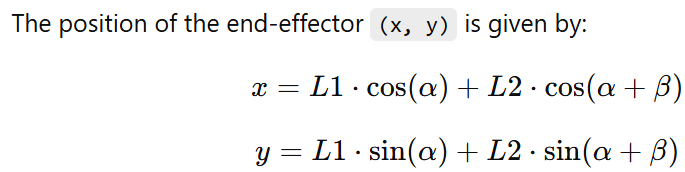 The position of the end-effector (x, y) is given by:
x = L1 · cos(α) + L2 · cos(α + β)
y = L1 · sin(α) + L2 · sin(α + β)